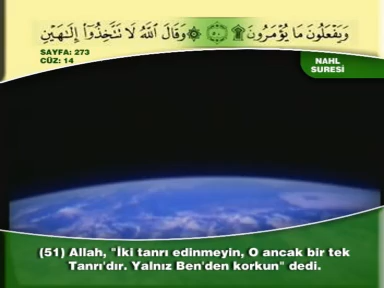 وَيَفْعَلُونَ مَا يُؤْمَرُونَ ۩ ﴿٥٠﴾ ۞ وَقَالَ اللَّهُ لَا تَتَّخِذُوٓا۟ إِلَـٰهَيْنِ
SAYFA: 273
CÜZ: 14
NAHL
SURESİ
(51) Allah, "İki tanrı edinmeyin, O ancak bir tek
Tanrı'dır. Yalnız Ben'den korkun" dedi.